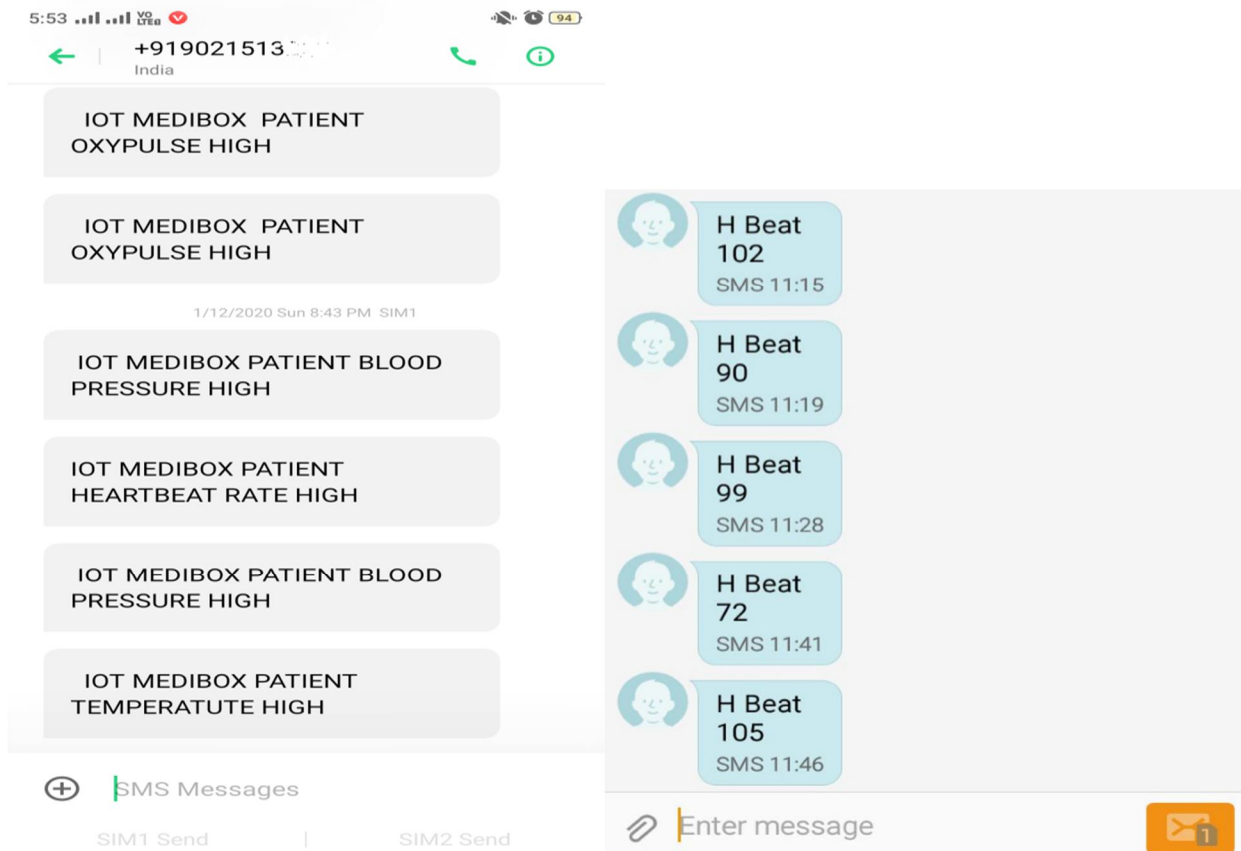 5:53 VO LTE 94
+919021513
India
IOT MEDIBOX PATIENT
OXYPULSE HIGH
IOT MEDIBOX PATIENT
OXYPULSE HIGH
1/12/2020 Sun 8:43 PM SIM1
IOT MEDIBOX PATIENT BLOOD
PRESSURE HIGH
IOT MEDIBOX PATIENT
HEARTBEAT RATE HIGH
IOT MEDIBOX PATIENT BLOOD
PRESSURE HIGH
IOT MEDIBOX PATIENT
TEMPERATUTE HIGH
SMS Messages
SIM1 Send
SIM2 Send
H Beat
102
SMS 11:15
H Beat
90
SMS 11:19
H Beat
99
SMS 11:28
H Beat
72
SMS 11:41
H Beat
105
SMS 11:46
Enter message
1